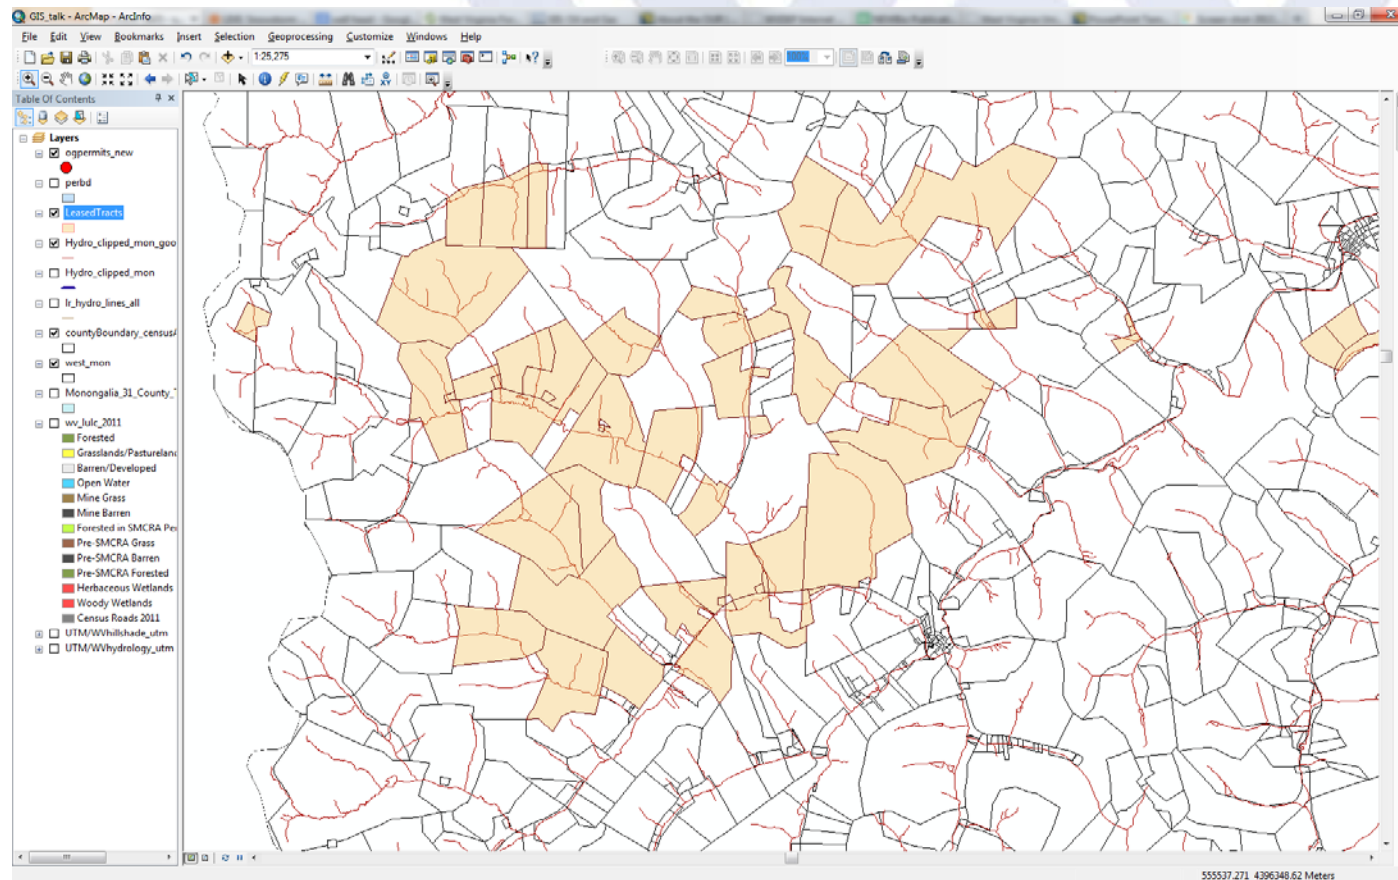 GIS_talk - ArcMap - ArcInfo
File Edit View Bookmarks Insert Selection Geoprocessing Customize Windows Help
1:25,275
Table Of Contents
Layers
ogpermits_new
perbd
LeasedTracts
Hydro_clipped_mon_goo
Hydro_clipped_mon
lr_hydro_lines_all
countyBoundary_census
west_mon
Monongalia_31_County_
wv_lulc_2011
Forested
Grasslands/Pastureland
Barren/Developed
Open Water
Mine Grass
Mine Barren
Forested in SMCRA Pe
Pre-SMCRA Grass
Pre-SMCRA Barren
Pre-SMCRA Forested
Herbaceous Wetlands
Woody Wetlands
Census Roads 2011
UTM/WVhillshade_utm
UTM/WVhydrology_utm
555537.271 4396348.62 Meters